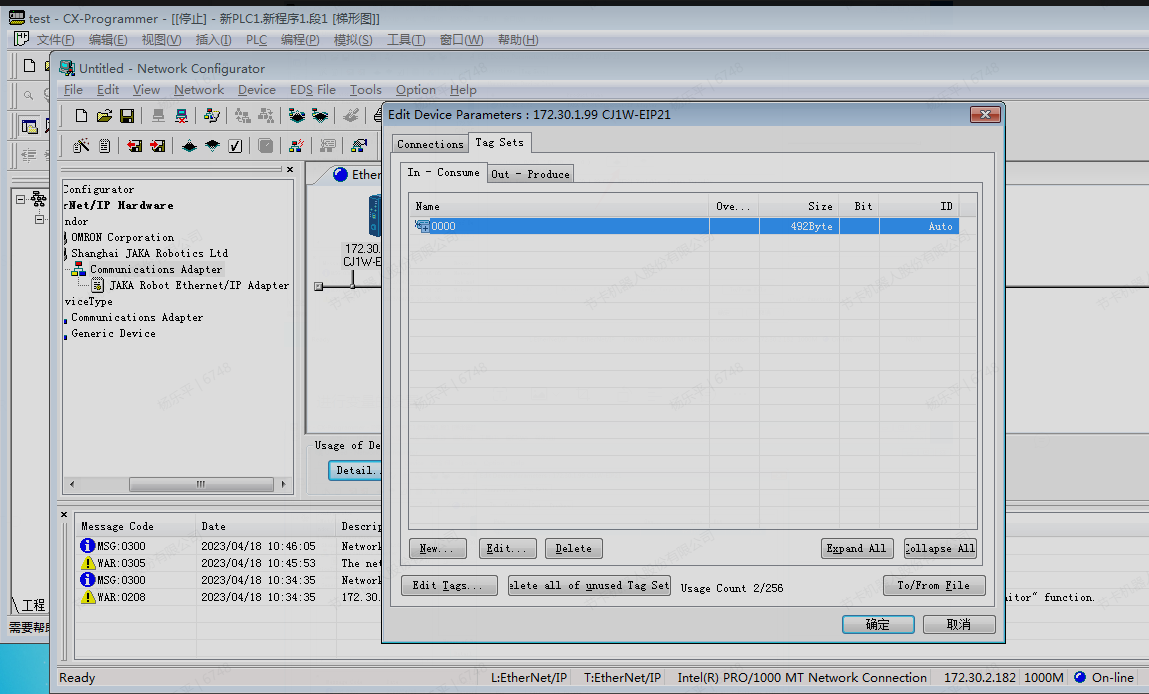 test - CX-Programmer - [[停止] - 新PLC1.新程序1.段1 [梯形图]]
文件(F) 编辑(E) 视图(V) 插入(I) PLC 编程(P) 模拟(S) 工具(T) 窗口(W) 帮助(H)
Untitled - Network Configurator
File Edit View Network Device EDS File Tools Option Help
Edit Device Parameters : 172.30.1.99 CJ1W-EIP21
Connections Tag Sets
In - Consume Out - Produce
Name Ove... Size Bit ID
0000 492Byte Auto
New... Edit... Delete Expand All Collapse All
Edit Tags... elete all of unused Tag Set Usage Count 2/256 To/From File
确定 取消
Configurator
rNet/IP Hardware
ndor
OMRON Corporation
Shanghai JAKA Robotics Ltd
Communications Adapter
JAKA Robot Ethernet/IP Adapter
viceType
Communications Adapter
Generic Device
Ether
172.30.
CJ1W-E
Usage of De
Detail..
Message Code Date Descrip
MSG:0300 2023/04/18 10:46:05 Network
WAR:0305 2023/04/18 10:45:53 The net
MSG:0300 2023/04/18 10:34:35 Network
WAR:0208 2023/04/18 10:34:35 172.30. nitor" function.
工程
需要帮助
Ready L:EtherNet/IP T:EtherNet/IP Intel(R) PRO/1000 MT Network Connection 172.30.2.182 1000M On-line